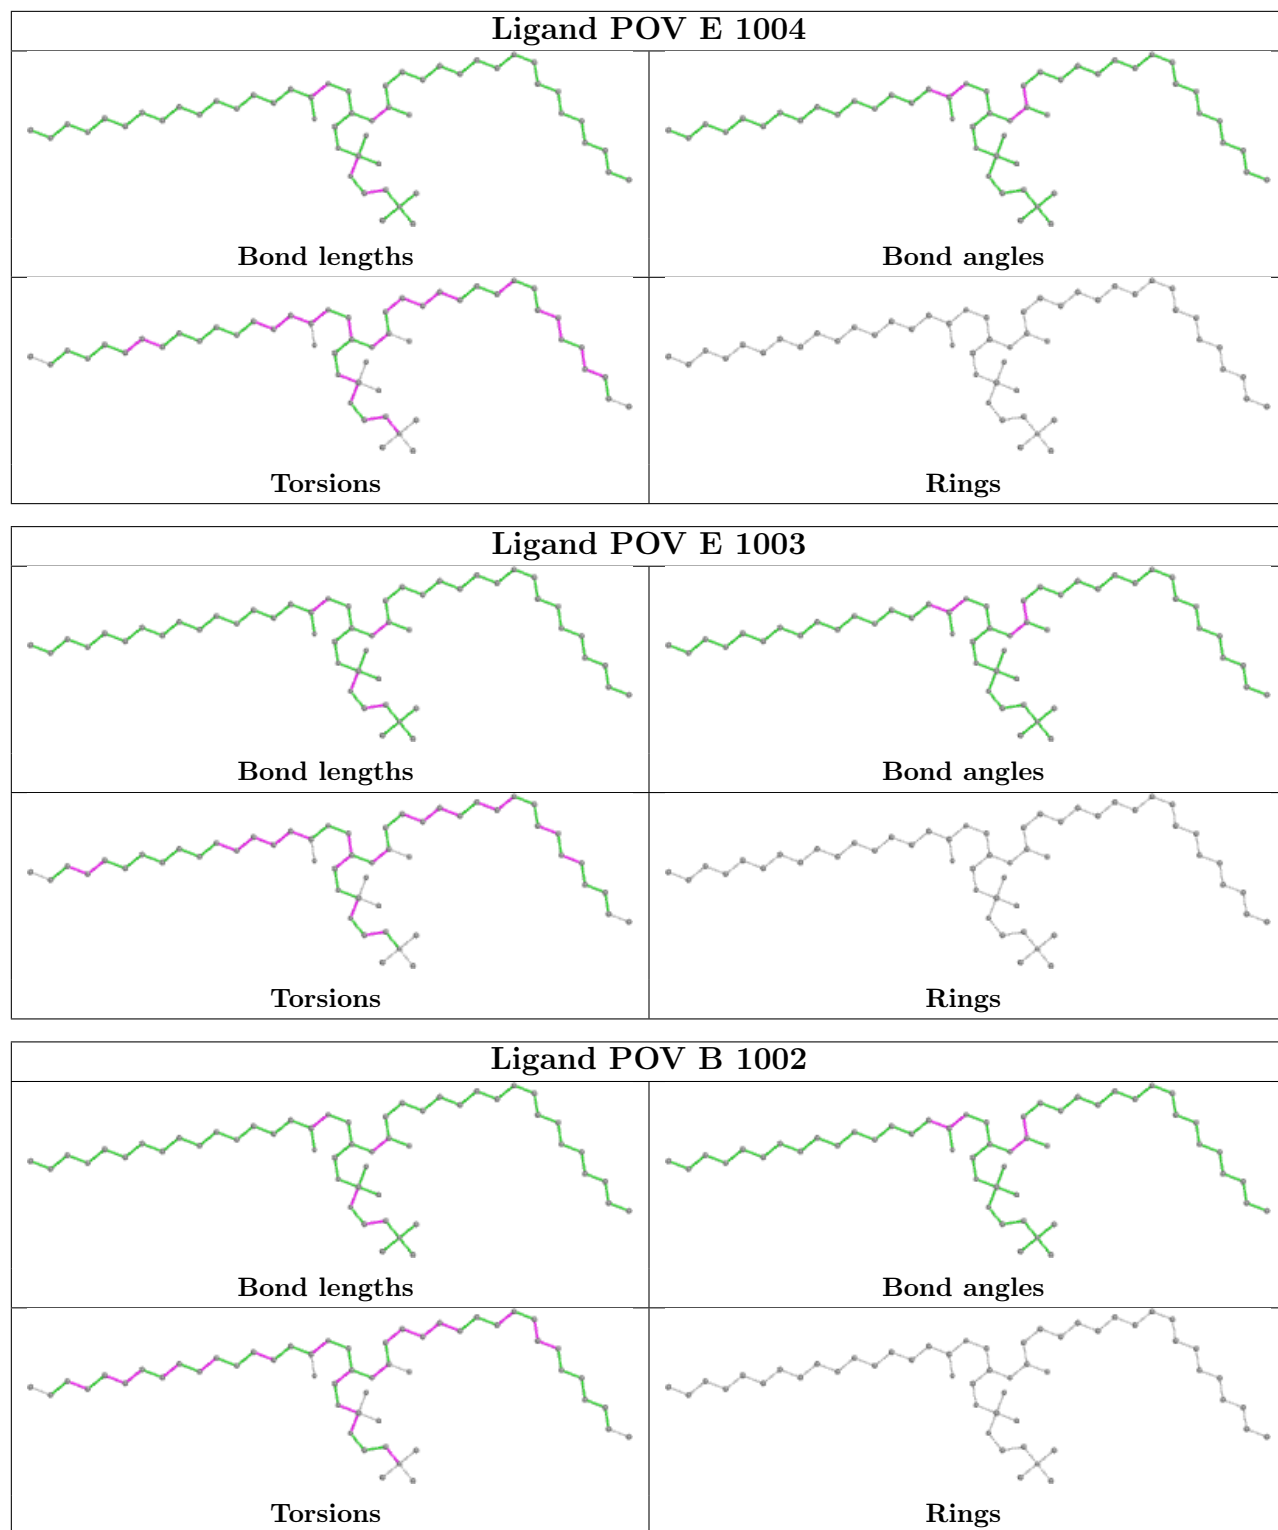 Ligand POV E 1004
Bond lengths
Bond angles
Torsions
Rings
Ligand POV E 1003
Bond lengths
Bond angles
Torsions
Rings
Ligand POV B 1002
Bond lengths
Bond angles
Torsions
Rings